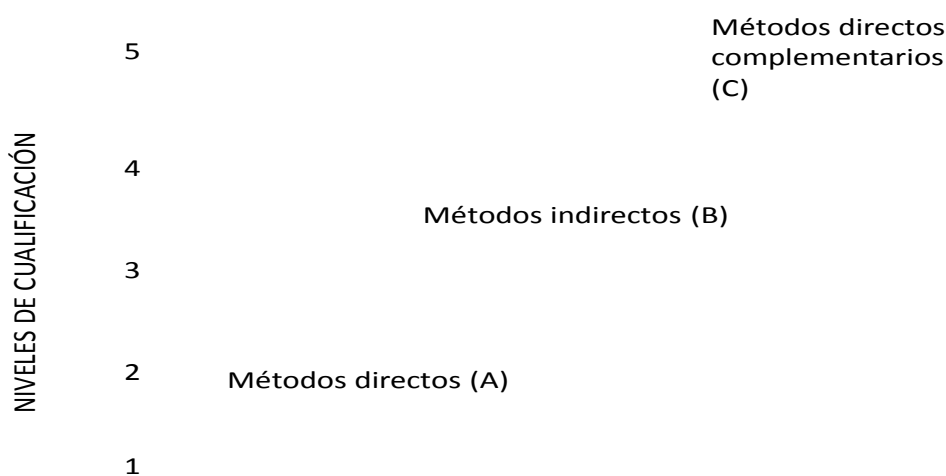 Métodos directos
complementarios
(C)
5
4
Métodos indirectos (B)
3
2
Métodos directos (A)
1
NIVELES DE CUALIFICACIÓN